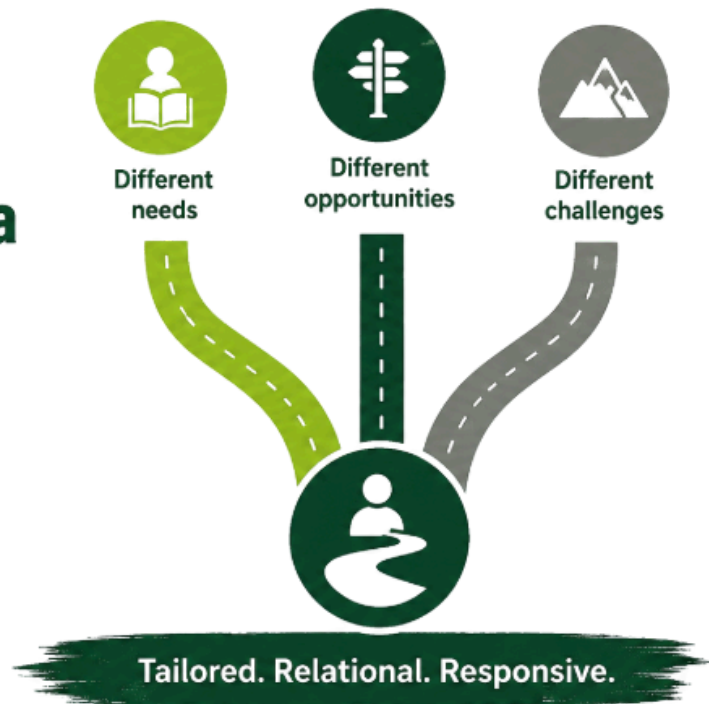 a
Different
needs
Different
opportunities
Different
challenges
Tailored. Relational. Responsive.